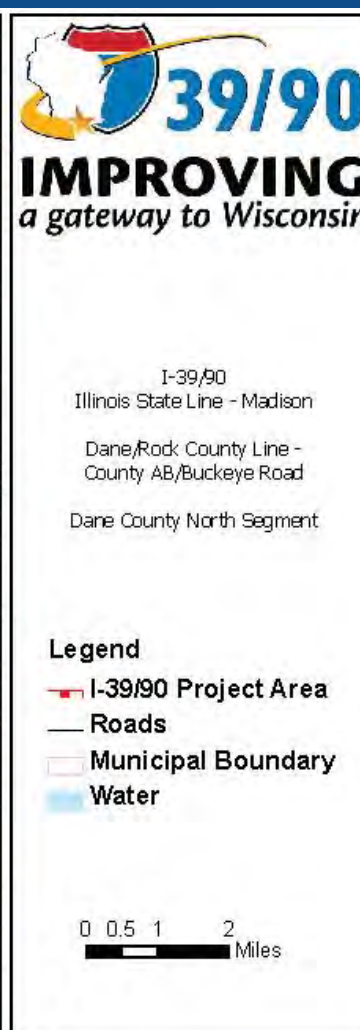 39/90
IMPROVING
a gateway to Wisconsin
I-39/90
Illinois State Line - Madison
Dane/Rock County Line -
County AB/Buckeye Road
Dane County North Segment
Legend
I-39/90 Project Area
Roads
Municipal Boundary
Water
0 0.5 1 2
Miles